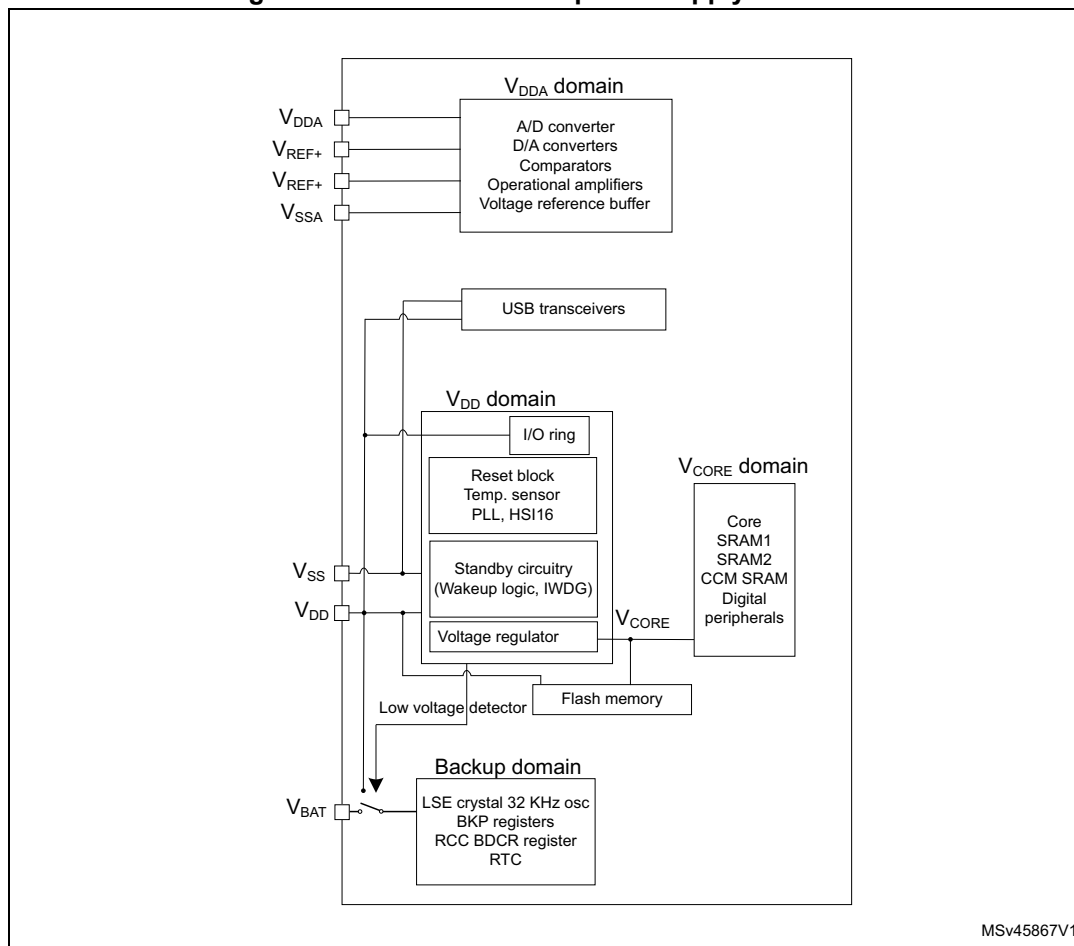 VDDA domain
VDDA
VREF+
VREF+
VSSA
A/D converter
D/A converters
Comparators
Operational amplifiers
Voltage reference buffer
USB transceivers
VDD domain
I/O ring
Reset block
Temp. sensor
PLL, HSI16
VCORE domain
Core
SRAM1
SRAM2
CCM SRAM
Digital
peripherals
VSS
VDD
Standby circuitry
(Wakeup logic, IWDG)
VCORE
Voltage regulator
Flash memory
Low voltage detector
Backup domain
VBAT
LSE crystal 32 KHz osc
BKP registers
RCC BDCR register
RTC
MSv45867V1